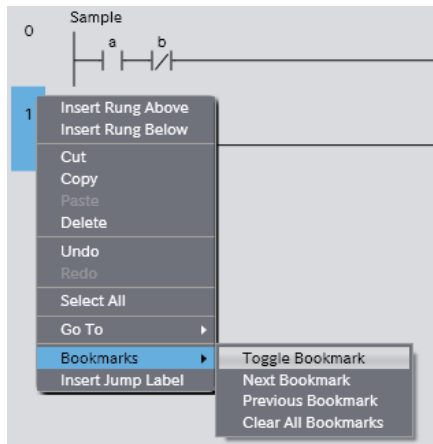 Sample
0
a b
1
Insert Rung Above
Insert Rung Below
Cut
Copy
Paste
Delete
Undo
Redo
Select All
Go To
Bookmarks
Insert Jump Label
Toggle Bookmark
Next Bookmark
Previous Bookmark
Clear All Bookmarks